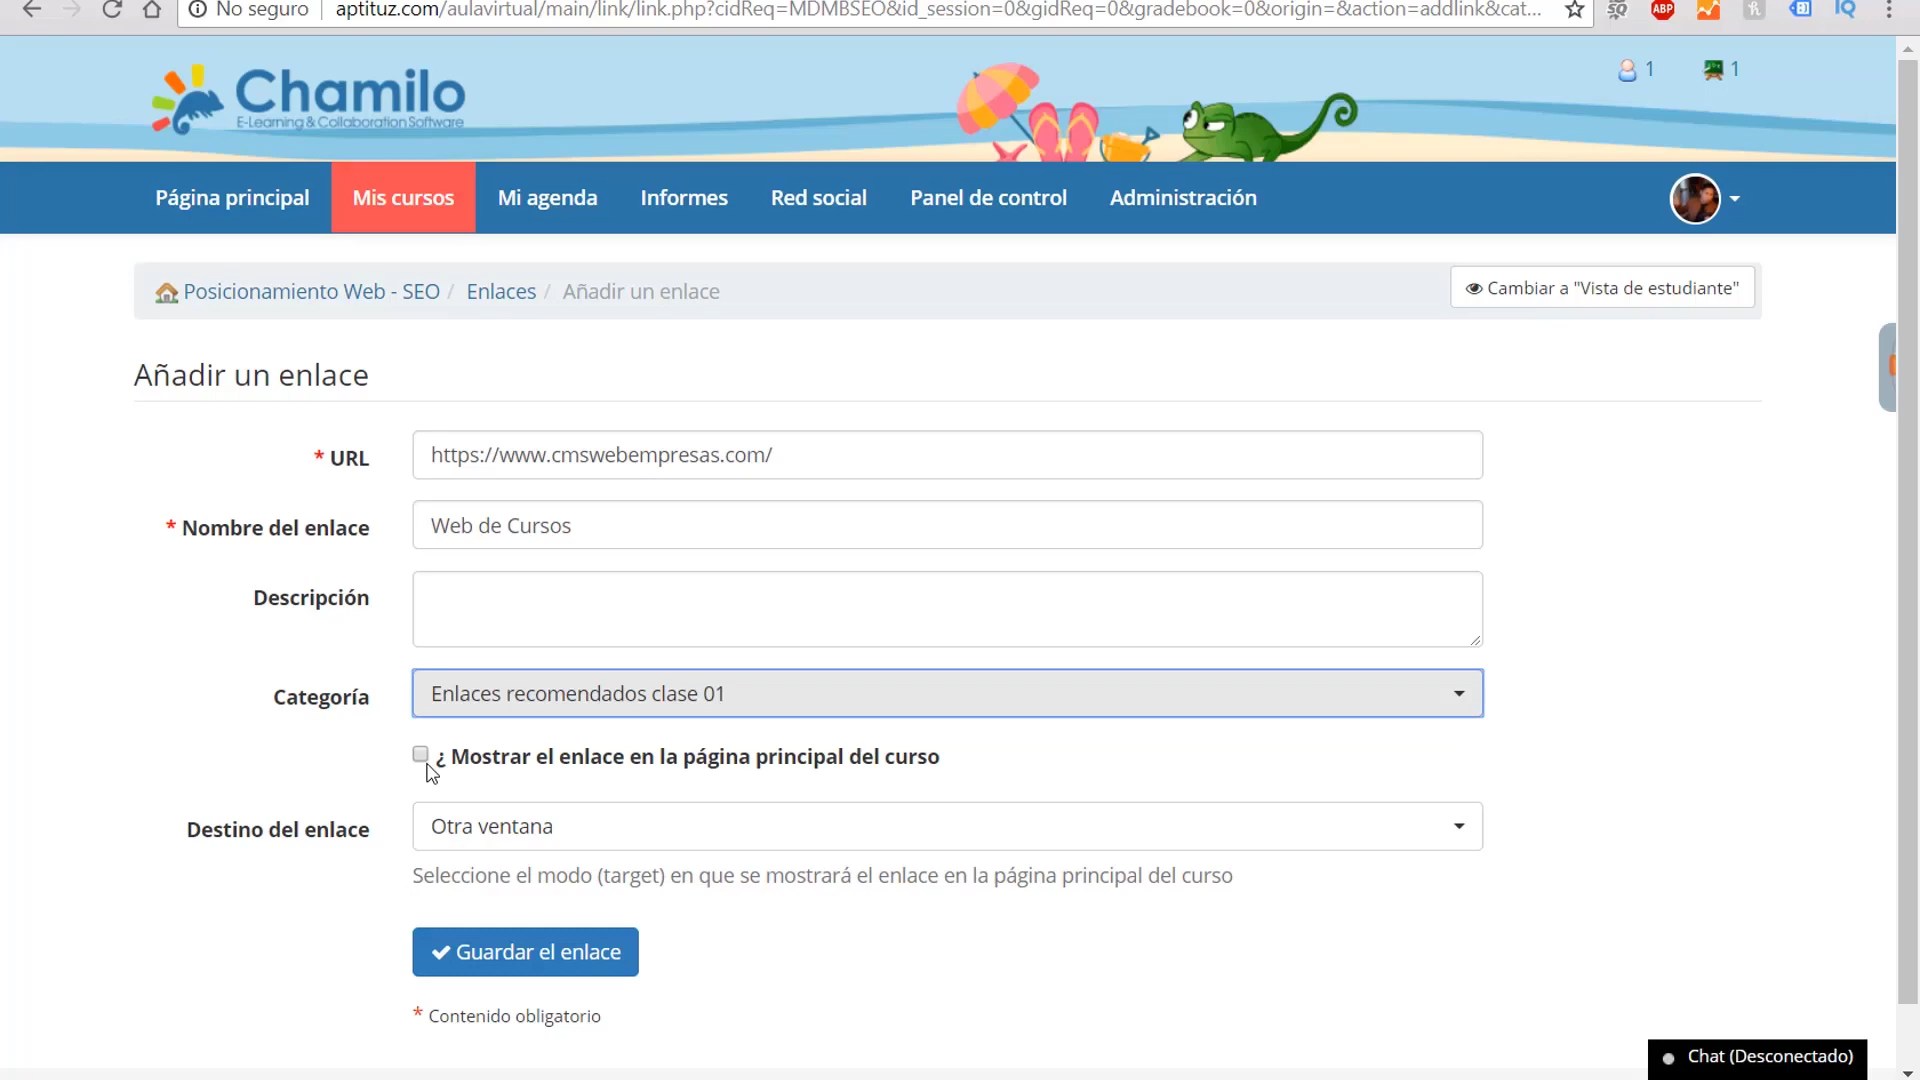 No seguro aptituz.com/aulavirtual/main/link/link.php?cidReq=MDMBSEO&id_session=0&gidReq=0&gradebook=0&origin=&action=addlink&cat...
ABP
IQ
Chamilo
E-Learning & Collaboration Software
1 1
Página principal Mis cursos Mi agenda Informes Red social Panel de control Administración
Posicionamiento Web - SEO / Enlaces / Añadir un enlace
Cambiar a "Vista de estudiante"
Añadir un enlace
* URL https://www.cmswebempresas.com/
* Nombre del enlace Web de Cursos
Descripción
Categoría Enlaces recomendados clase 01
¿ Mostrar el enlace en la página principal del curso
Destino del enlace Otra ventana
Seleccione el modo (target) en que se mostrará el enlace en la página principal del curso
Guardar el enlace
* Contenido obligatorio
Chat (Desconectado)